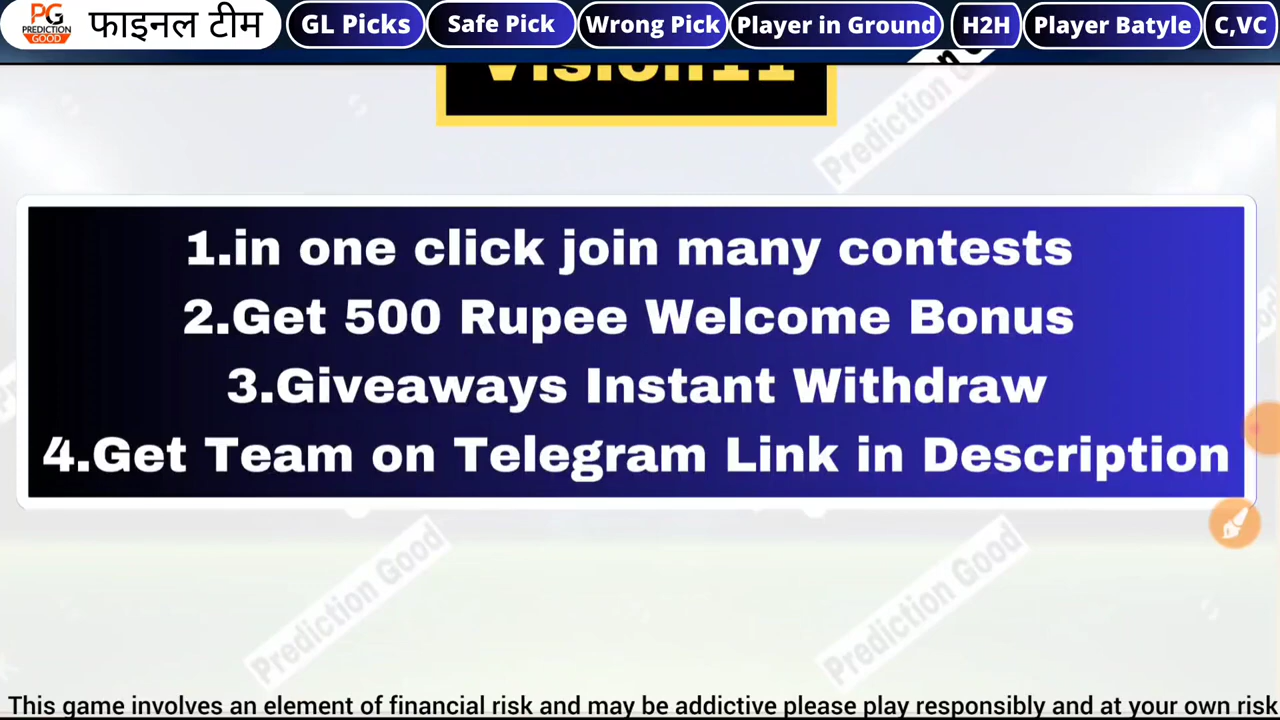 PG
PREDICTION
GOOD
फाइनल टीम
GL Picks
Safe Pick
Wrong Pick
Player in Ground
H2H
Player Batyle
C,VC
Vision11
Prediction Good
1.in one click join many contests
2.Get 500 Rupee Welcome Bonus
3.Giveaways Instant Withdraw
4.Get Team on Telegram Link in Description
Prediction Good
Prediction Good
This game involves an element of financial risk and may be addictive please play responsibly and at your own risk